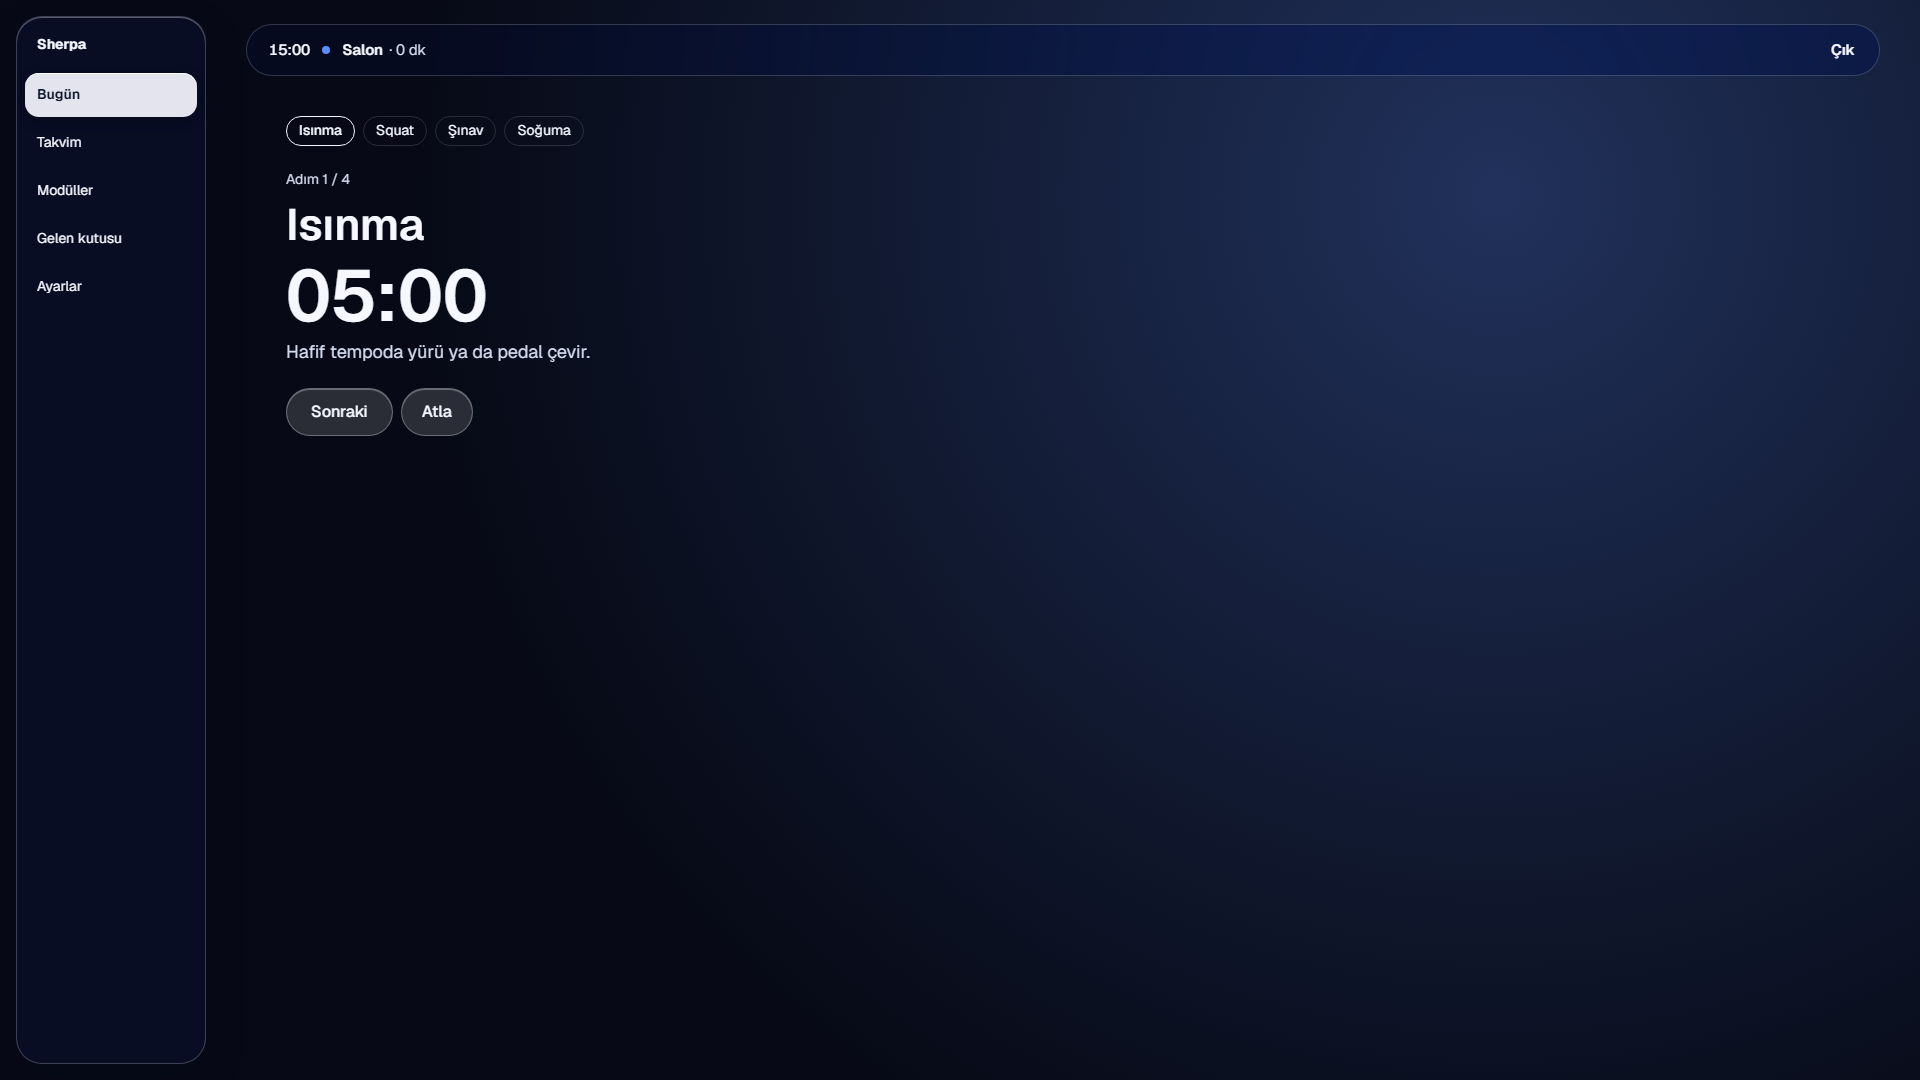 Sherpa
Bugün
Takvim
Modüller
Gelen kutusu
Ayarlar
15:00 Salon · 0 dk
Çık
Isınma Squat Şınav Soğuma
Adım 1 / 4
Isınma
05:00
Hafif tempoda yürü ya da pedal çevir.
Sonraki Atla